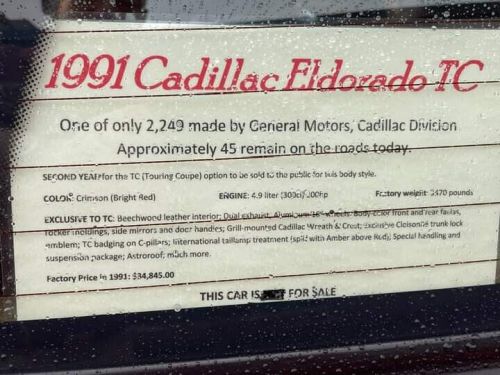 1991 Cadillac Eldorado TC
One of only 2,249 made by General Motors, Cadillac Division
Approximately 45 remain on the roads today.
SECOND YEAR for the TC (Touring Coupe) option to be sold to the public for this body style.
COLOR: Crimson (Bright Red) ENGINE: 4.9 liter Factory weight: 3470 pounds
EXCLUSIVE TO TC: Beechwood leather interior; Dual exhaust, Aluminum wheels. Body color front and rear
rocker moldings, side mirrors and door handles; Grill-mounted Cadillac Wreath & Crest; Exclusive Cloisonné trunk lock
emblem; TC badging on C-pillars; International taillamp treatment (split with Amber above Red); Special handling and
suspension package; Astroroof; much more.
Factory Price in 1991: $34,845.00
THIS CAR IS FOR SALE